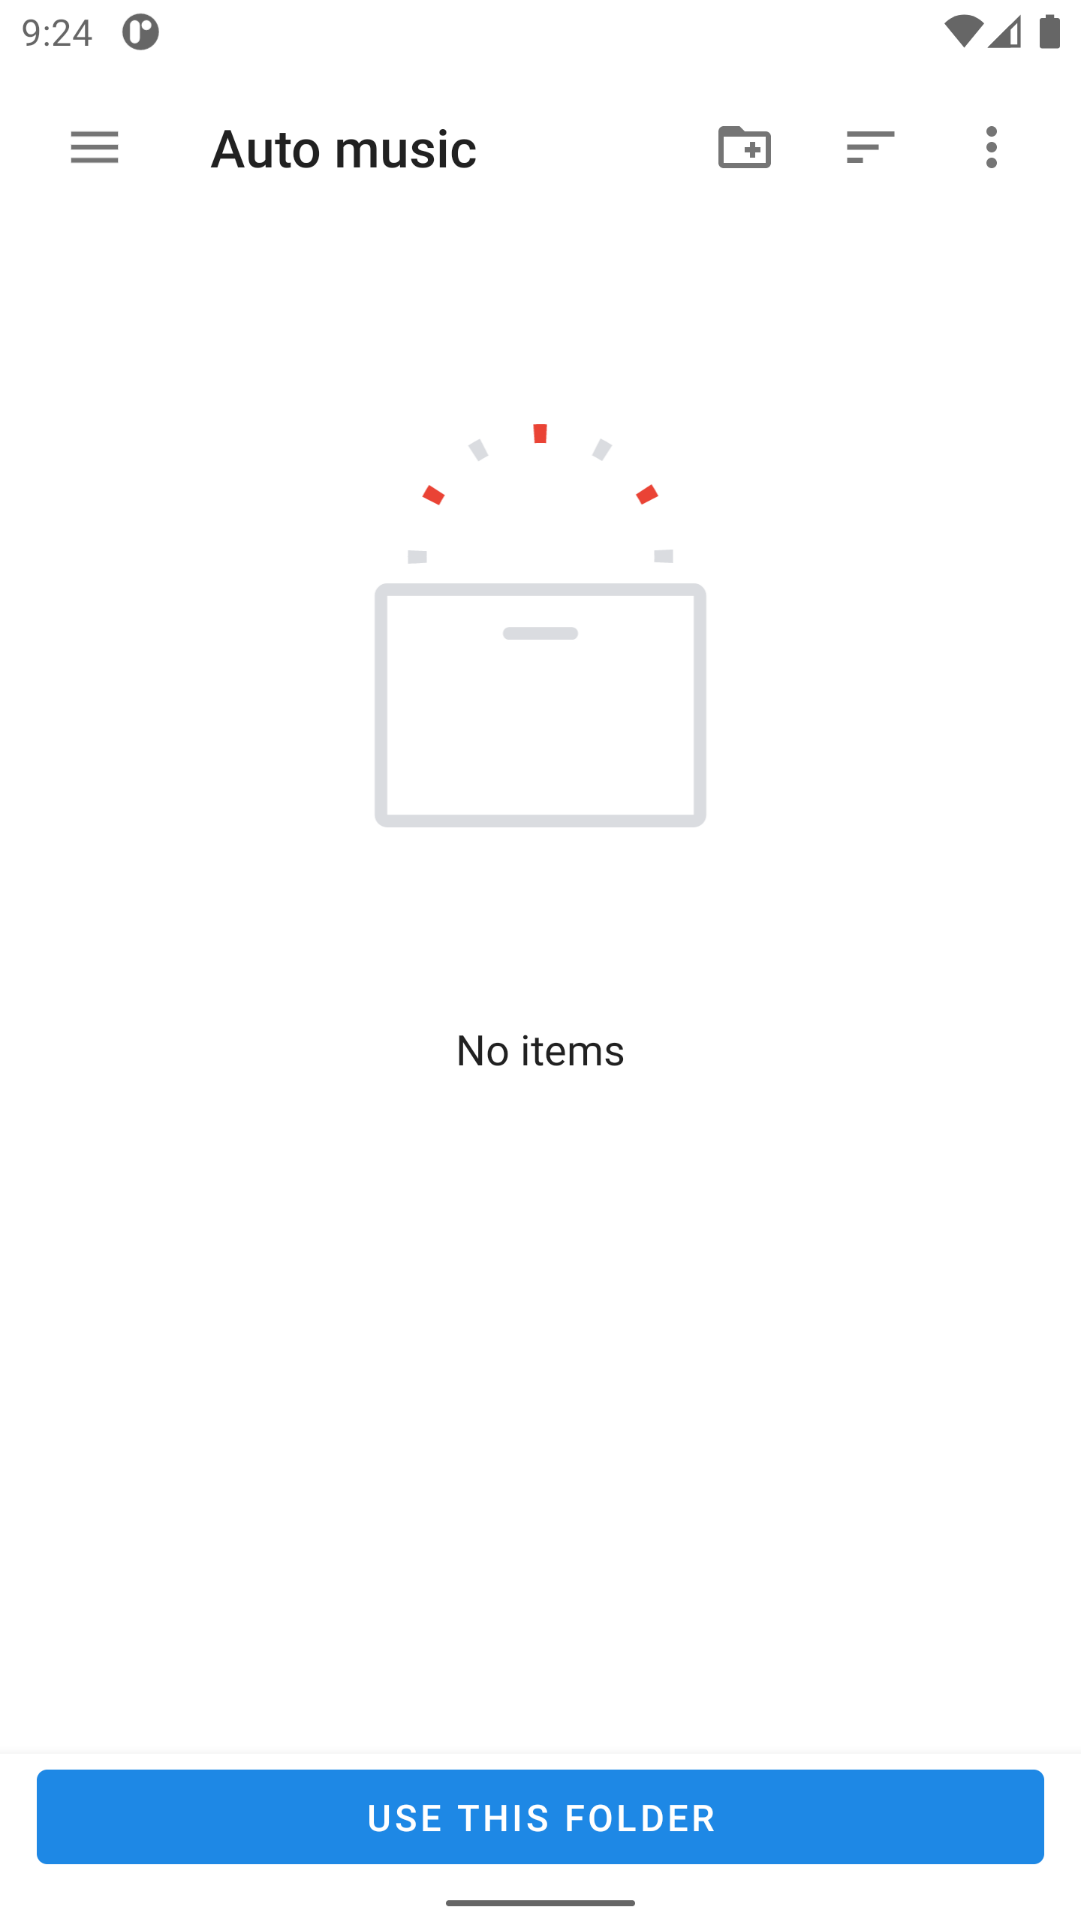 9:24
Auto music
No items
USE THIS FOLDER